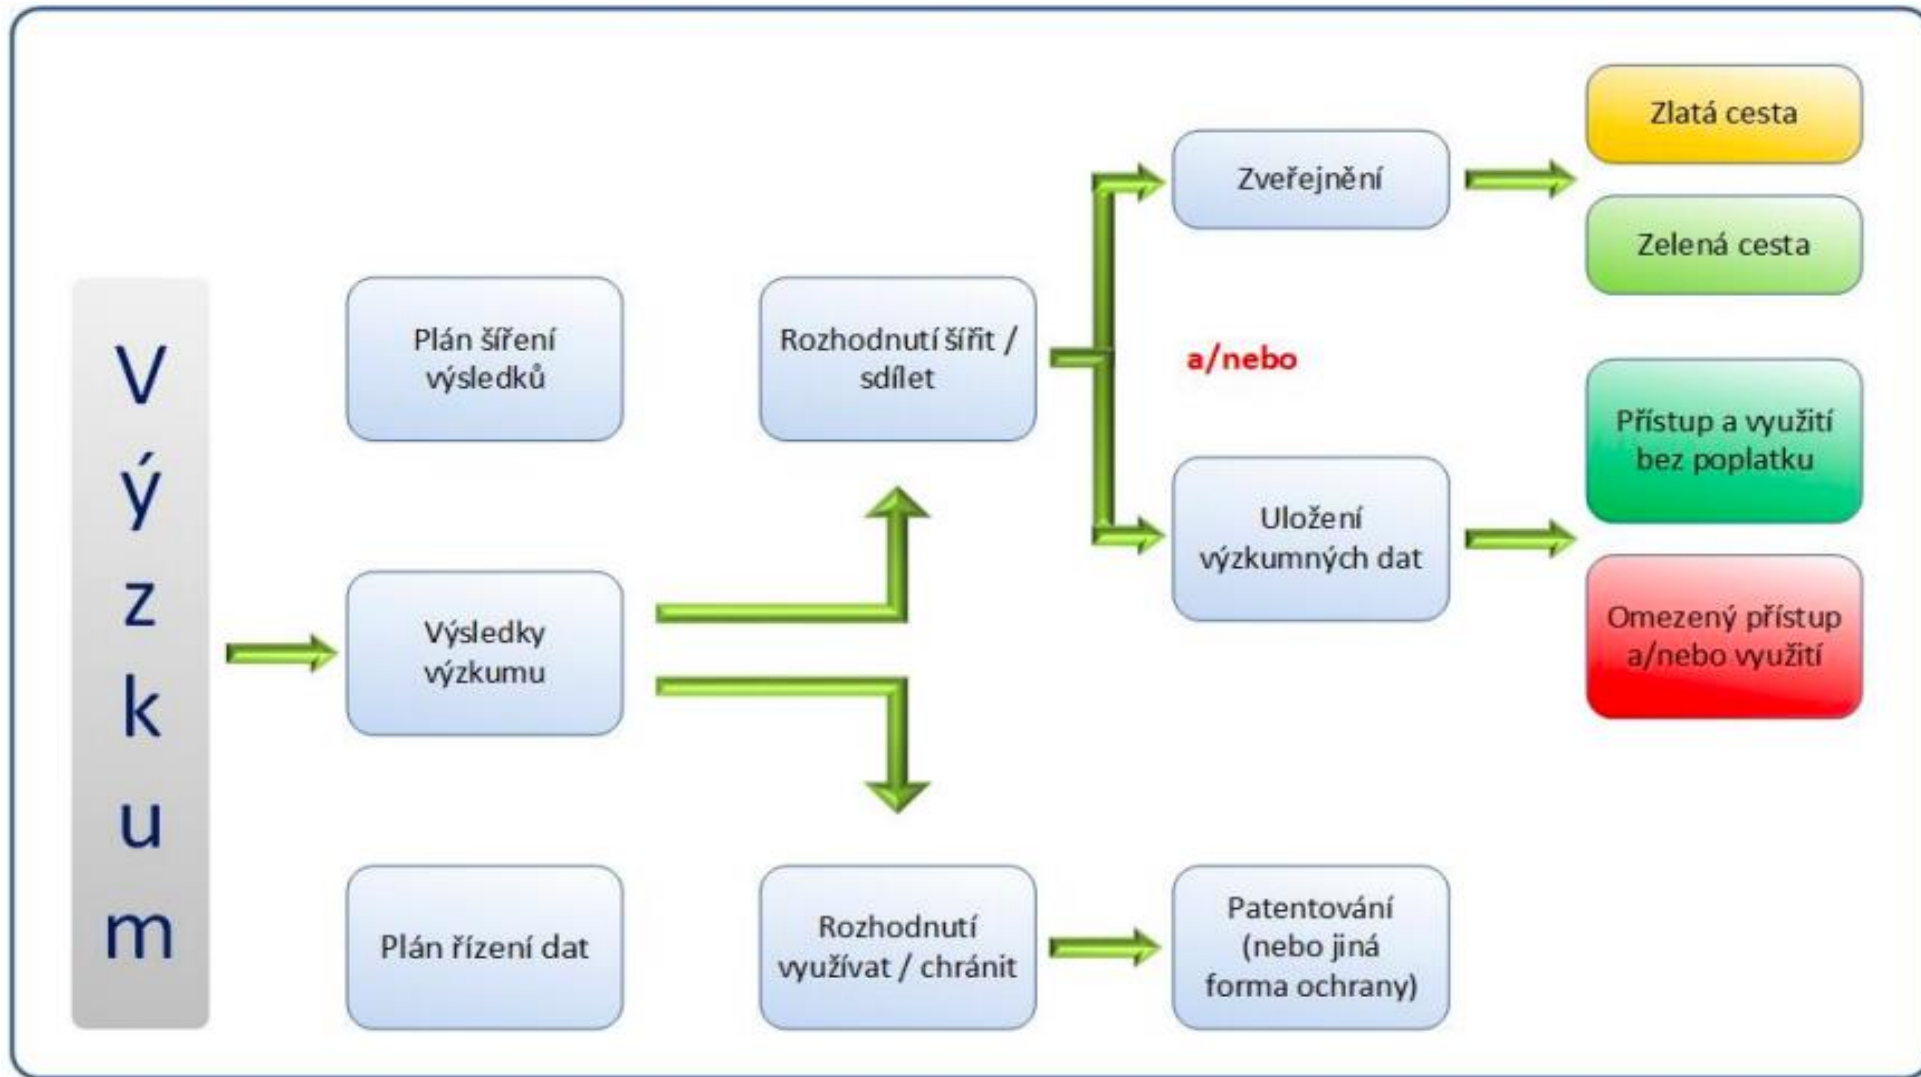 Výzkum
Plán šíření
výsledků
Výsledky
výzkumu
Plán řízení dat
Rozhodnutí šířit /
sdílet
Rozhodnutí
využívat / chránit
Zveřejnění
a/nebo
Uložení
výzkumných dat
Patentování
(nebo jiná
forma ochrany)
Zlatá cesta
Zelená cesta
Přístup a využití
bez poplatku
Omezený přístup
a/nebo využití